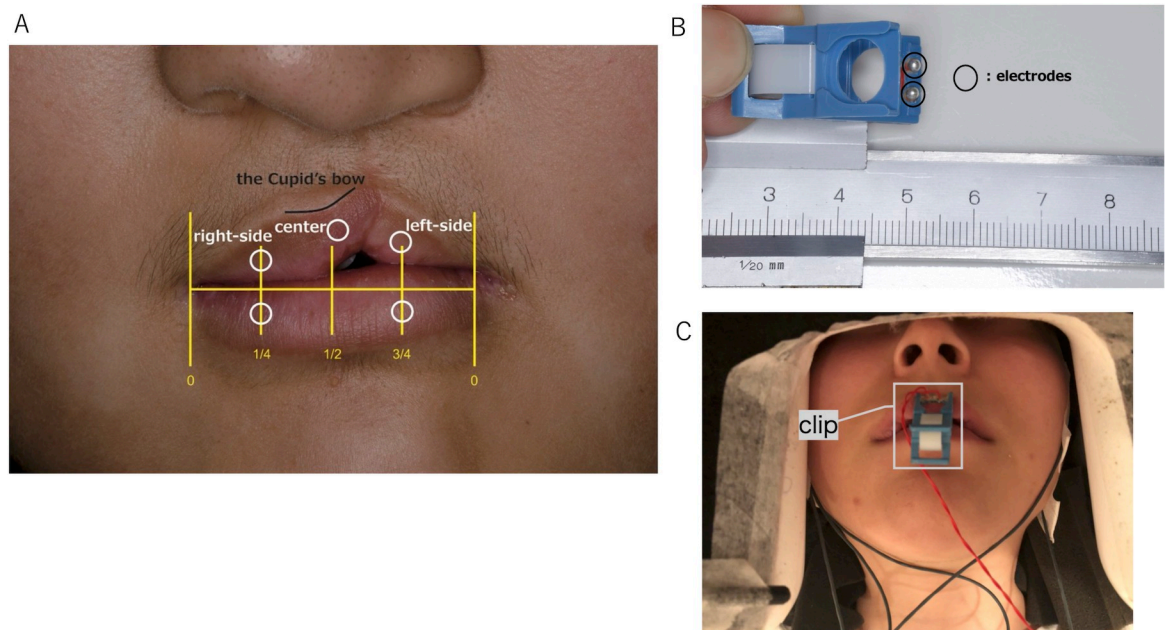 A
the Cupid's bow
right-side
center
left-side
1/4
1/2
3/4
0
0
B
: electrodes
3
4
5
6
7
8
1/20 mm
C
clip